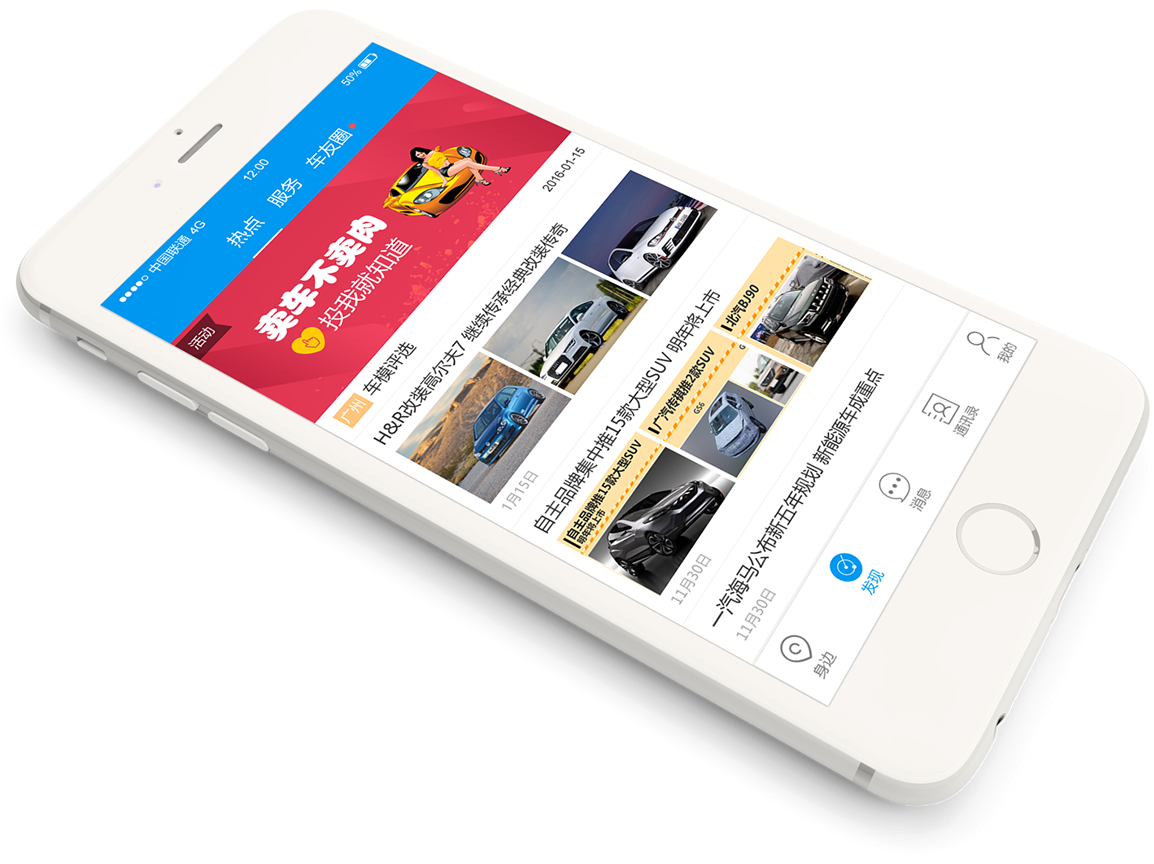 中国联通 4G
12:00
50%
热点
服务
车友圈
活动
卖车不卖肉
投我就就知道
广州
车模评选
2016-01-15
H&R改装高尔夫7 继续传承经典改装传奇
1月15日
自主品牌集中推15款大型SUV 明年将上市
自主品牌推15款大型SUV
明年将上市
广汽传祺推2款SUV
GS6
G
北汽BJ90
11月30日
一汽海马公布新五年规划 新能源车成重点
11月30日
身边
发现
消息
通讯录
我的